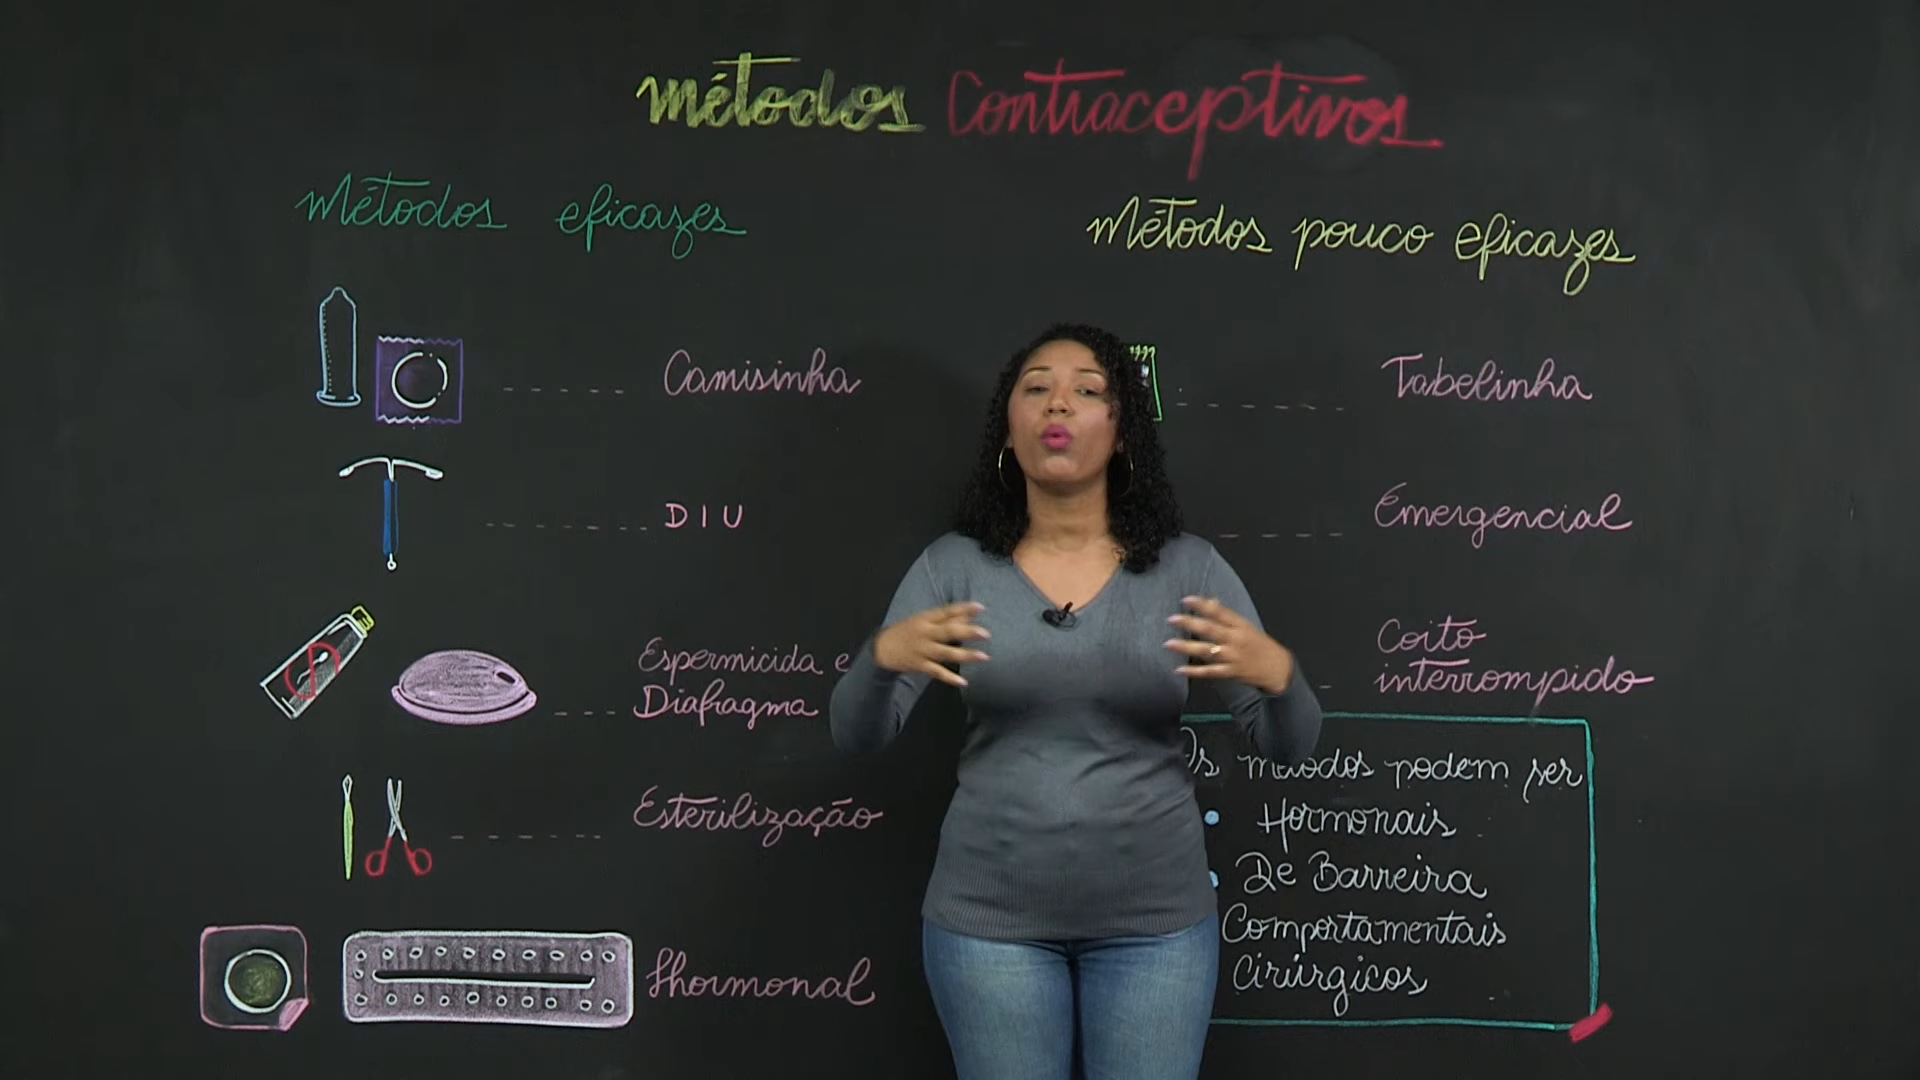 Métodos Contraceptivos
Métodos eficazes
Camisinha
DIU
Espermicida e
Diafragma
Esterilização
Hormonal
Métodos pouco eficazes
Tabelinha
Emergencial
Coito
interrompido
Os métodos podem ser
Hormonais
De Barreira
Comportamentais
Cirúrgicos